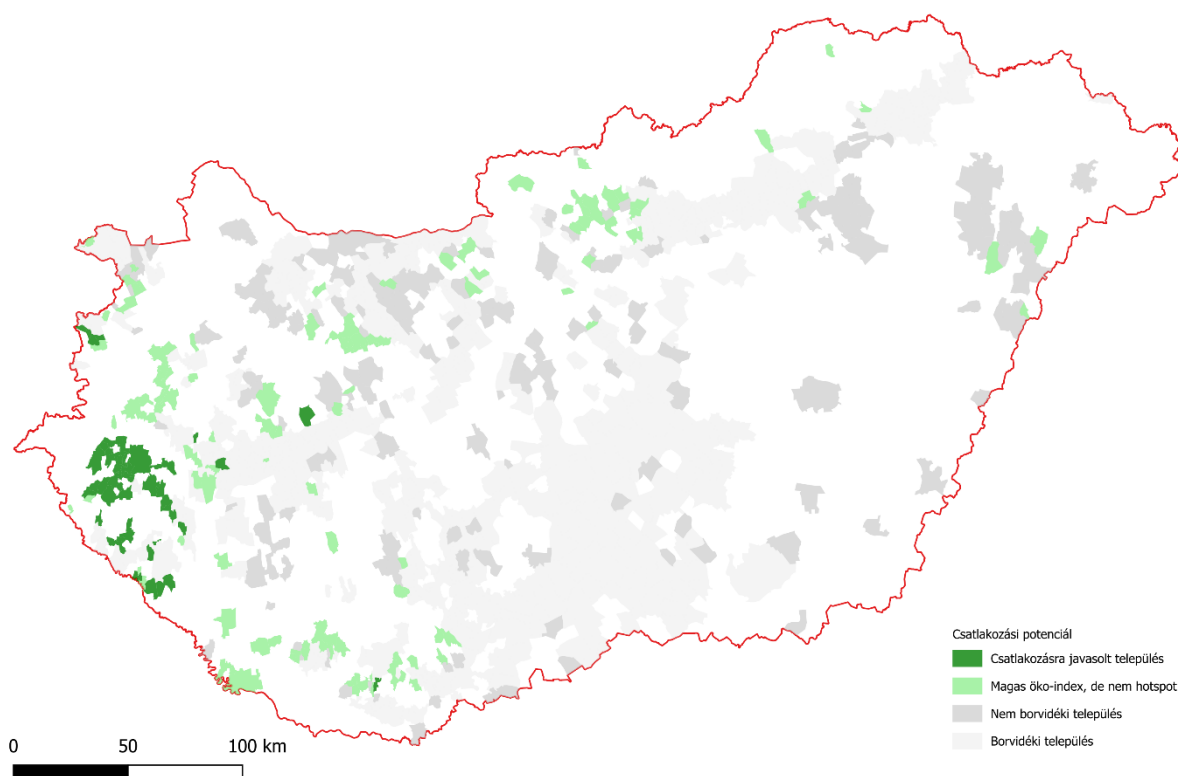 Csatlakozási potenciál
Csatlakozásra javasolt település
Magas öko-index, de nem hotspot
Nem borvidéki település
Borvidéki település
0 50 100 km